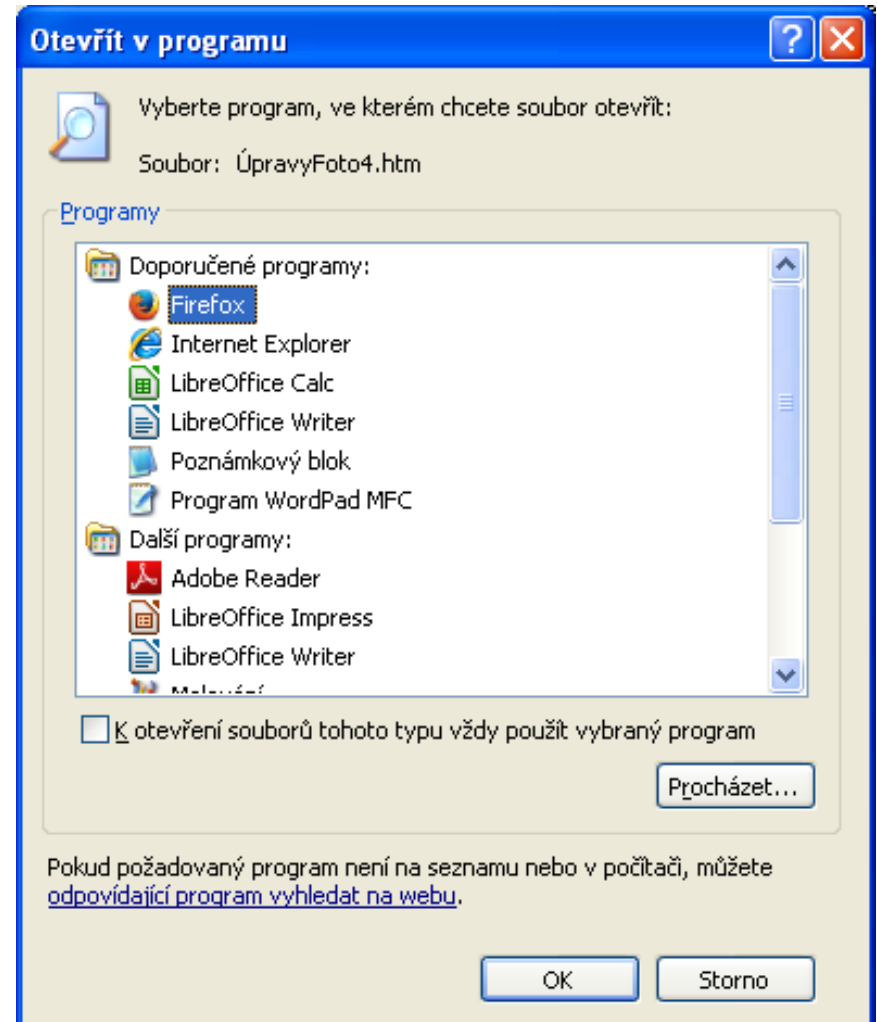 Otevřít v programu
Vyberte program, ve kterém chcete soubor otevřít:
Soubor: ÚpravyFoto4.htm
Programy
Doporučené programy:
Firefox
Internet Explorer
LibreOffice Calc
LibreOffice Writer
Poznámkový blok
Program WordPad MFC
Další programy:
Adobe Reader
LibreOffice Impress
LibreOffice Writer
Malování
K otevření souborů tohoto typu vždy použít vybraný program
Procházet...
Pokud požadovaný program není na seznamu nebo v počítači, můžete
odpovídající program vyhledat na webu.
OK Storno